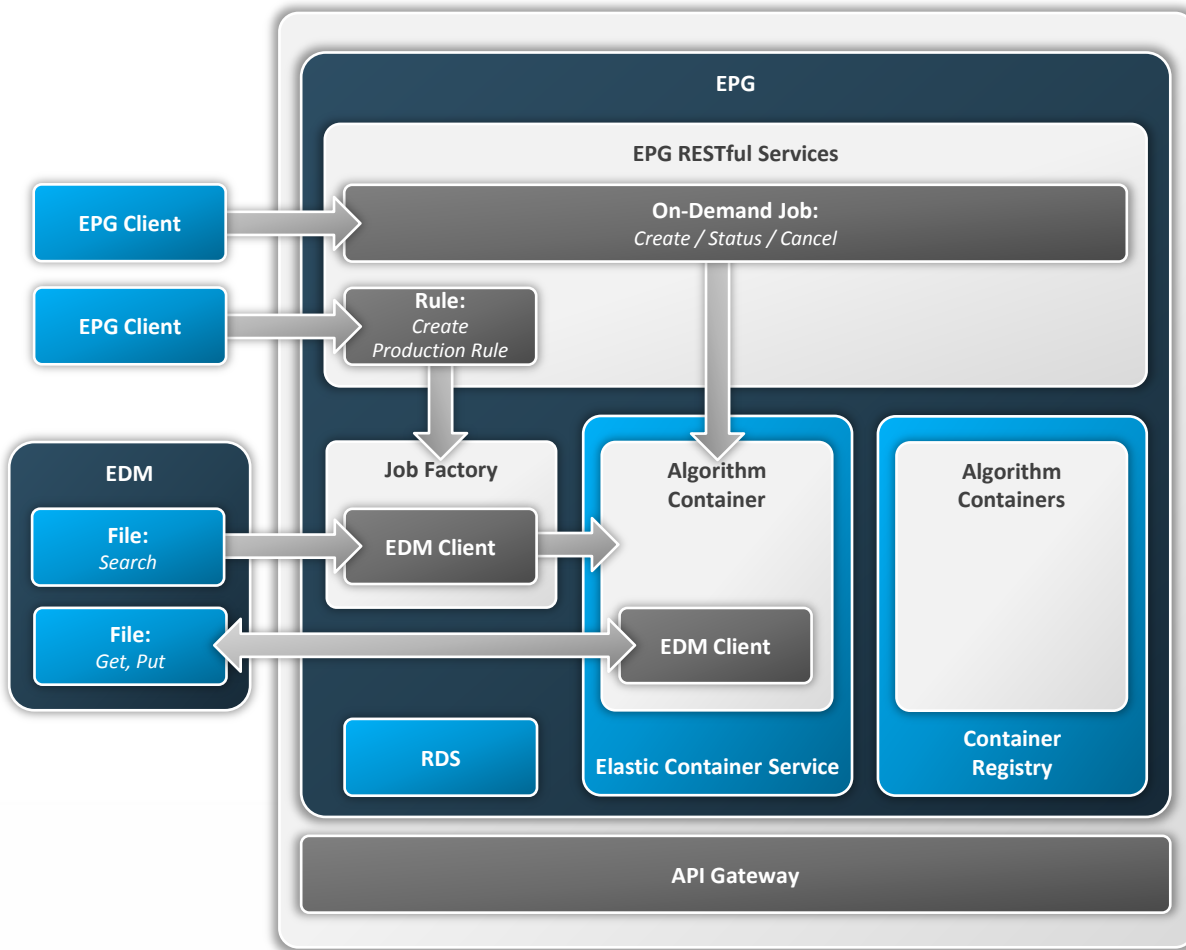 EPG
EPG RESTful Services
EPG Client
On-Demand Job:
Create / Status / Cancel
EPG Client
Rule:
Create
Production Rule
EDM
File:
Search
File:
Get, Put
Job Factory
EDM Client
Algorithm
Container
EDM Client
Elastic Container Service
Algorithm
Containers
Container
Registry
RDS
API Gateway